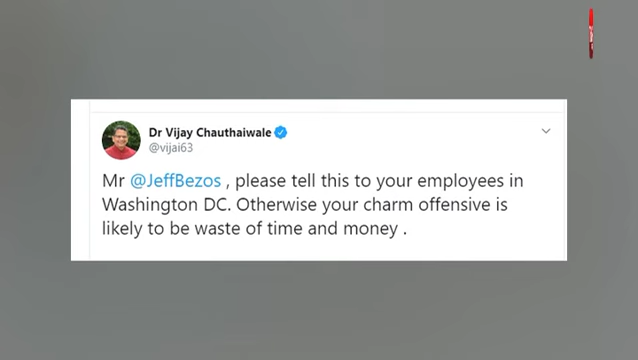 Dr Vijay Chauthaiwale
@vijai63
Mr @JeffBezos , please tell this to your employees in
Washington DC. Otherwise your charm offensive is
likely to be waste of time and money .